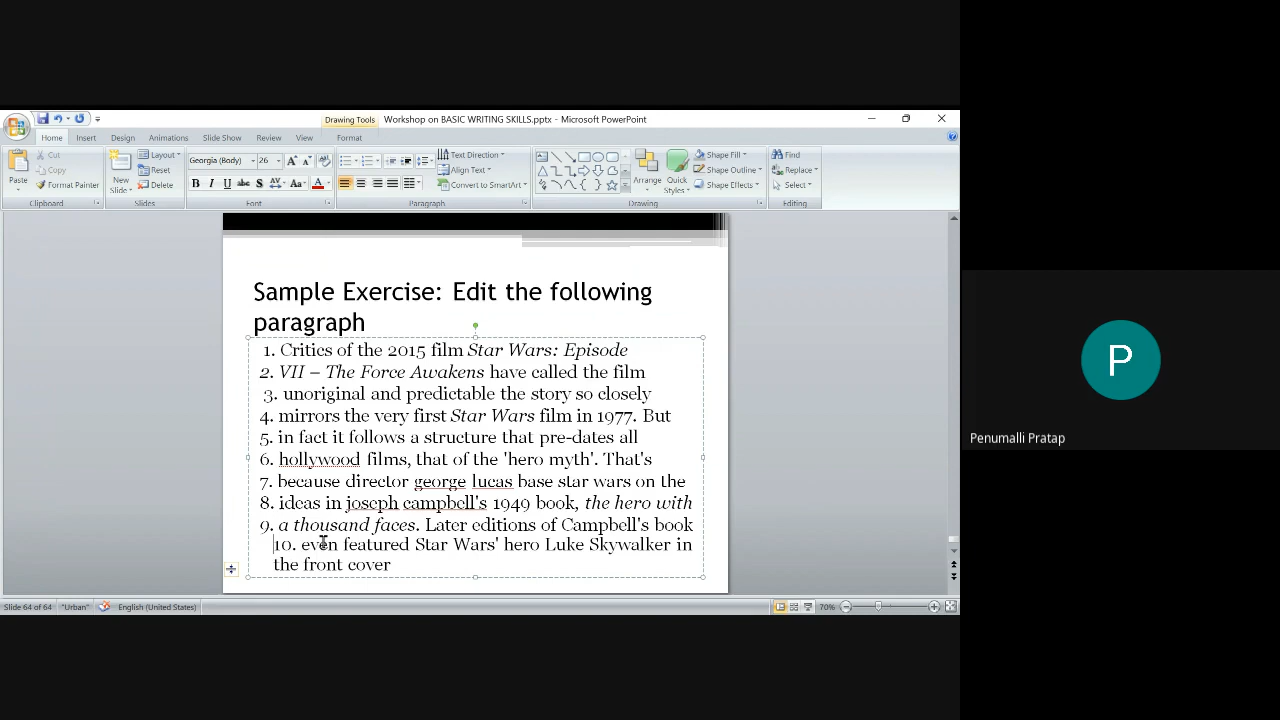 Drawing Tools
Workshop on BASIC WRITING SKILLS.pptx - Microsoft PowerPoint
Home Insert Design Animations Slide Show Review View Format
Paste
Cut
Copy
Format Painter
Clipboard
New Slide
Layout
Reset
Delete
Slides
Georgia (Body) 26
B I U abc S AV Aa A
Font
Text Direction
Align Text
Convert to SmartArt
Paragraph
Arrange
Quick Styles
Shape Fill
Shape Outline
Shape Effects
Drawing
Find
Replace
Select
Editing
Sample Exercise: Edit the following
paragraph
1. Critics of the 2015 film Star Wars: Episode
2. VII – The Force Awakens have called the film
3. unoriginal and predictable the story so closely
4. mirrors the very first Star Wars film in 1977. But
5. in fact it follows a structure that pre-dates all
6. hollywood films, that of the 'hero myth'. That's
7. because director george lucas base star wars on the
8. ideas in joseph campbell's 1949 book, the hero with
9. a thousand faces. Later editions of Campbell's book
10. even featured Star Wars' hero Luke Skywalker in
the front cover
P
Penumalli Pratap
Slide 64 of 64 "Urban" English (United States) 70%